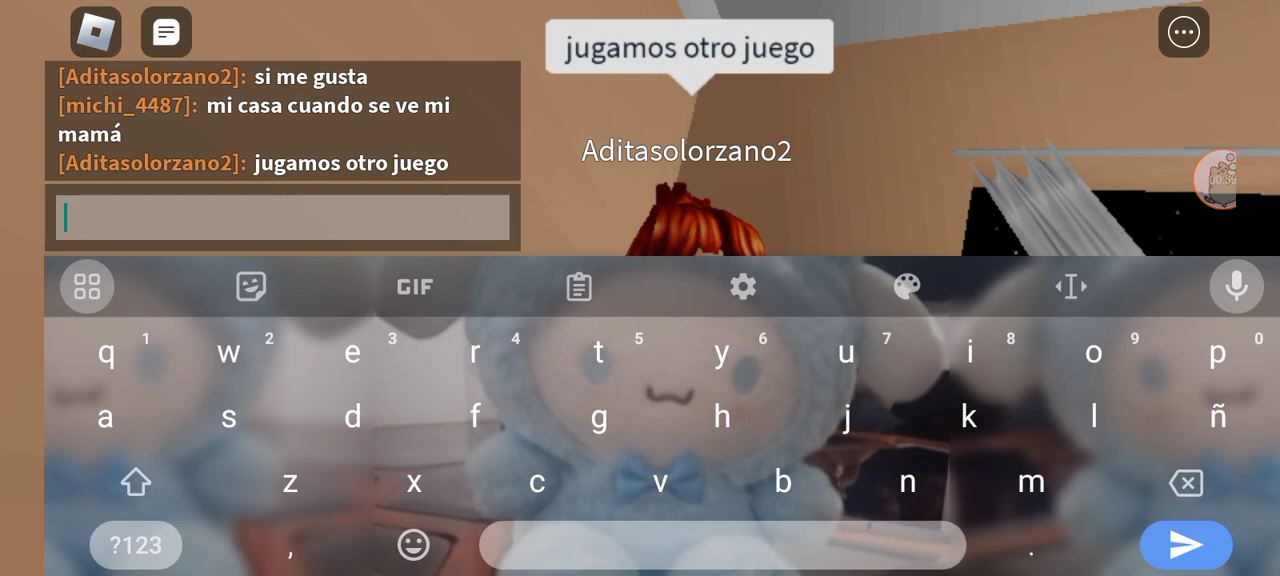 jugamos otro juego
[Aditasolorzano2]: si me gusta
[michi_4487]: mi casa cuando se ve mi
mamá
[Aditasolorzano2]: jugamos otro juego
Aditasolorzano2
GIF
1 2 3 4 5 6 7 8 9 0
q w e r t y u i o p
a s d f g h j k l ñ
z x c v b n m
?123 , .